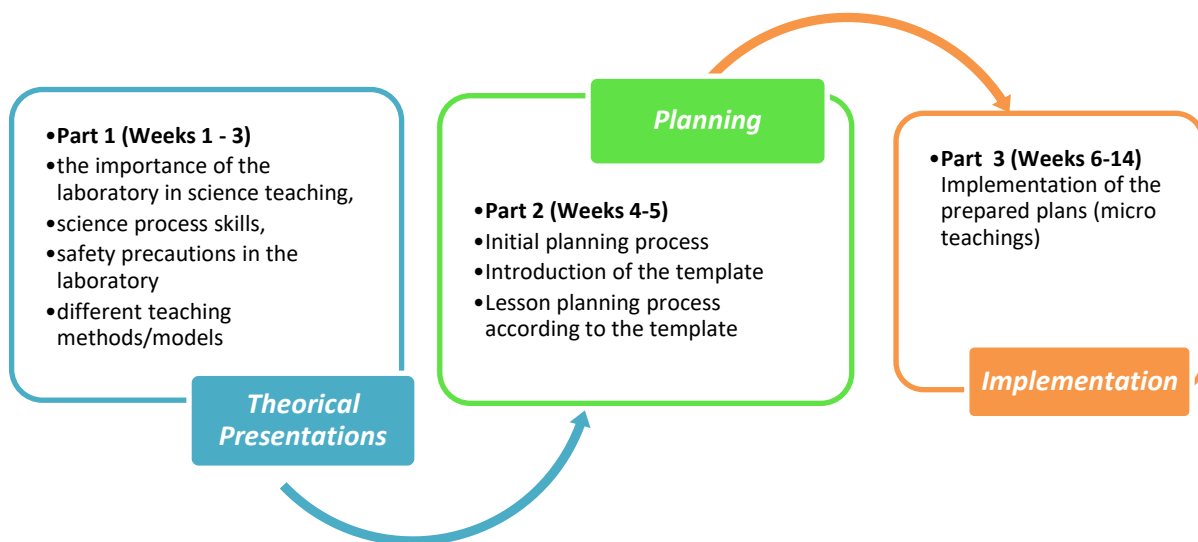 •Part 1 (Weeks 1 - 3)
•the importance of the
laboratory in science teaching,
•science process skills,
•safety precautions in the
laboratory
•different teaching
methods/models
Theorical
Presentations
Planning
•Part 2 (Weeks 4-5)
•Initial planning process
•Introduction of the template
•Lesson planning process
according to the template
•Part  3 (Weeks 6-14)
Implementation of the
prepared plans (micro
teachings)
Implementation